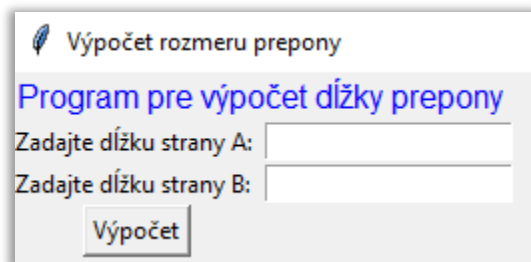 Výpočet rozmeru prepony
Program pre výpočet dĺžky prepony
Zadajte dĺžku strany A:
Zadajte dĺžku strany B:
Výpočet